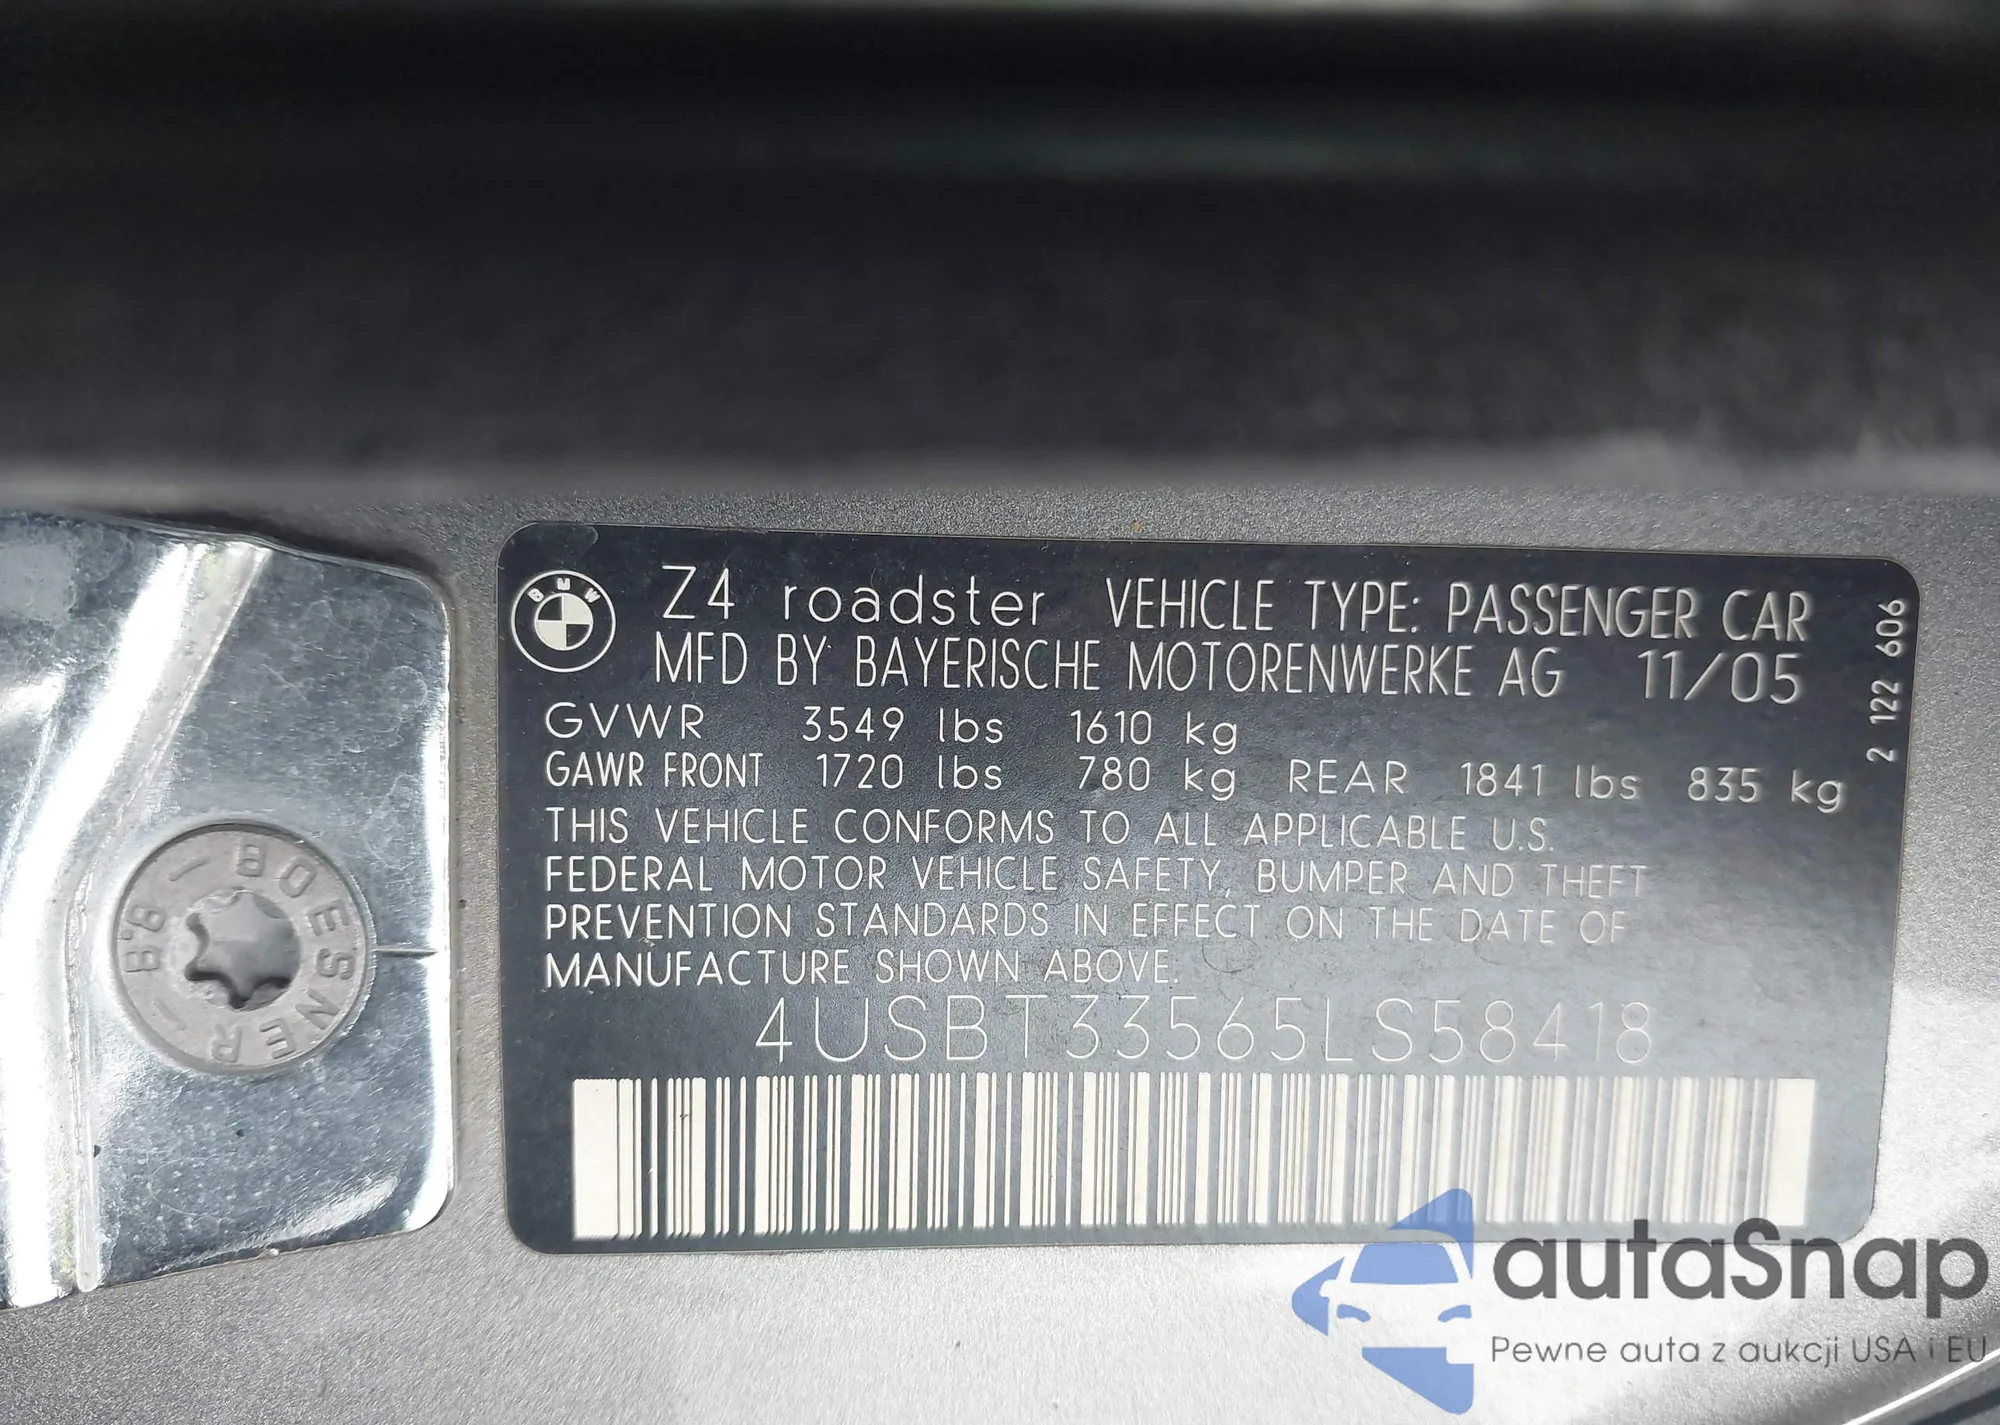 BMW
Z4 roadster VEHICLE TYPE: PASSENGER CAR
MFD BY BAYERISCHE MOTORENWERKE AG 11/05
GVWR 3549 lbs 1610 kg
GAWR FRONT 1720 lbs 780 kg REAR 1841 lbs 835 kg
THIS VEHICLE CONFORMS TO ALL APPLICABLE U.S.
FEDERAL MOTOR VEHICLE SAFETY, BUMPER AND THEFT
PREVENTION STANDARDS IN EFFECT ON THE DATE OF
MANUFACTURE SHOWN ABOVE.
4USBT33565LS58418
2 122 606
BOESNER – 8.8 –
autaSnap
Pewne auta z aukcji USA i EU